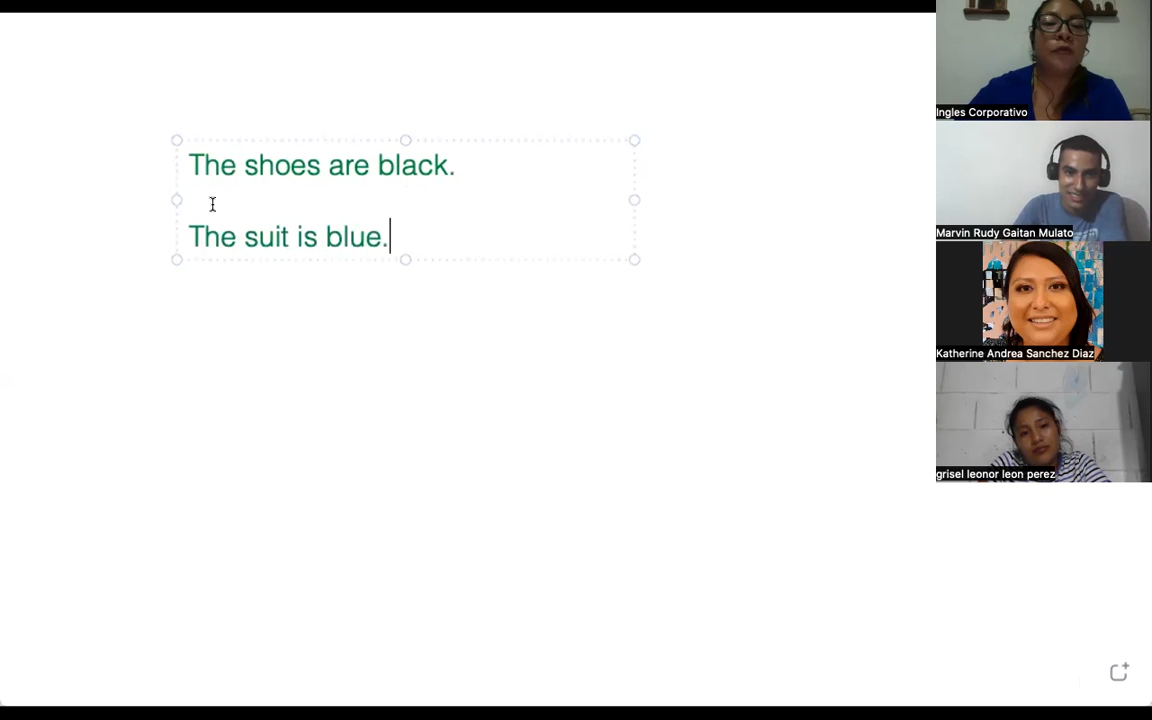 The shoes are black.
The suit is blue.
Ingles Corporativo
Marvin Rudy Gaitan Mulato
Katherine Andrea Sanchez Diaz
grisel leonor leon perez